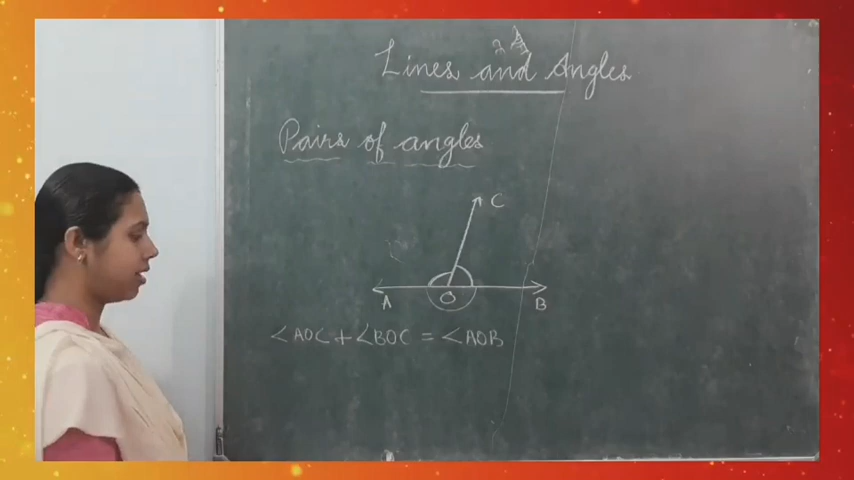 Lines and Angles
Pairs of angles
C
A O B
∠AOC + ∠BOC = ∠AOB